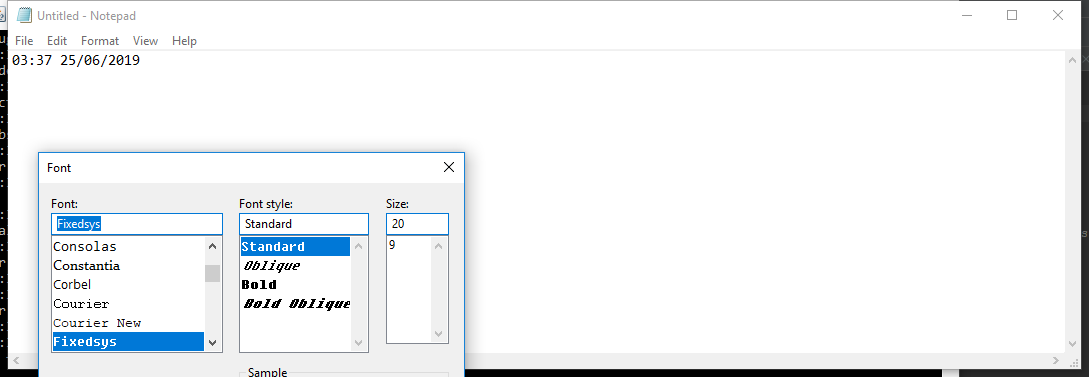 Untitled - Notepad
File Edit Format View Help
03:37 25/06/2019
Font
Font: Font style: Size:
Fixedsys Standard 20
Consolas Standard 9
Constantia Oblique
Corbel Bold
Courier Bold Oblique
Courier New
Fixedsys
Sample